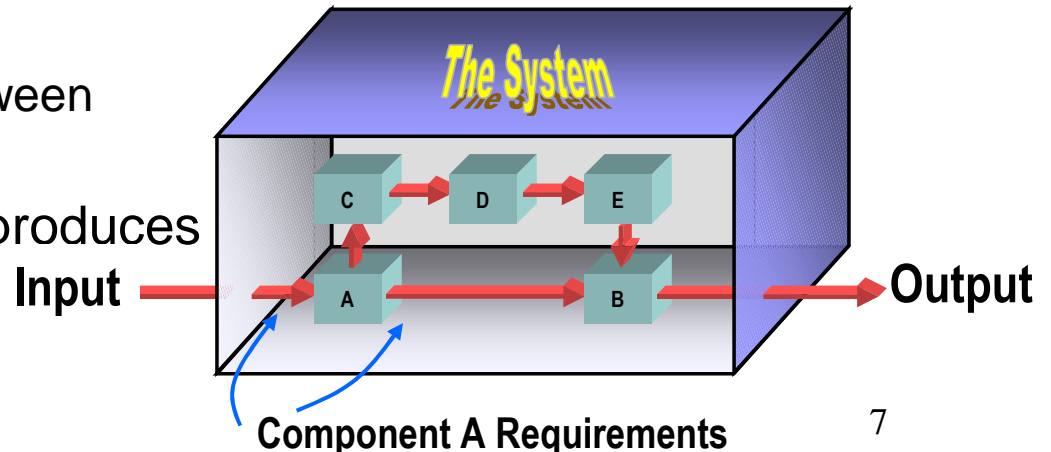 The System
ween
C D E
produces
Input A B Output
Component A Requirements
7